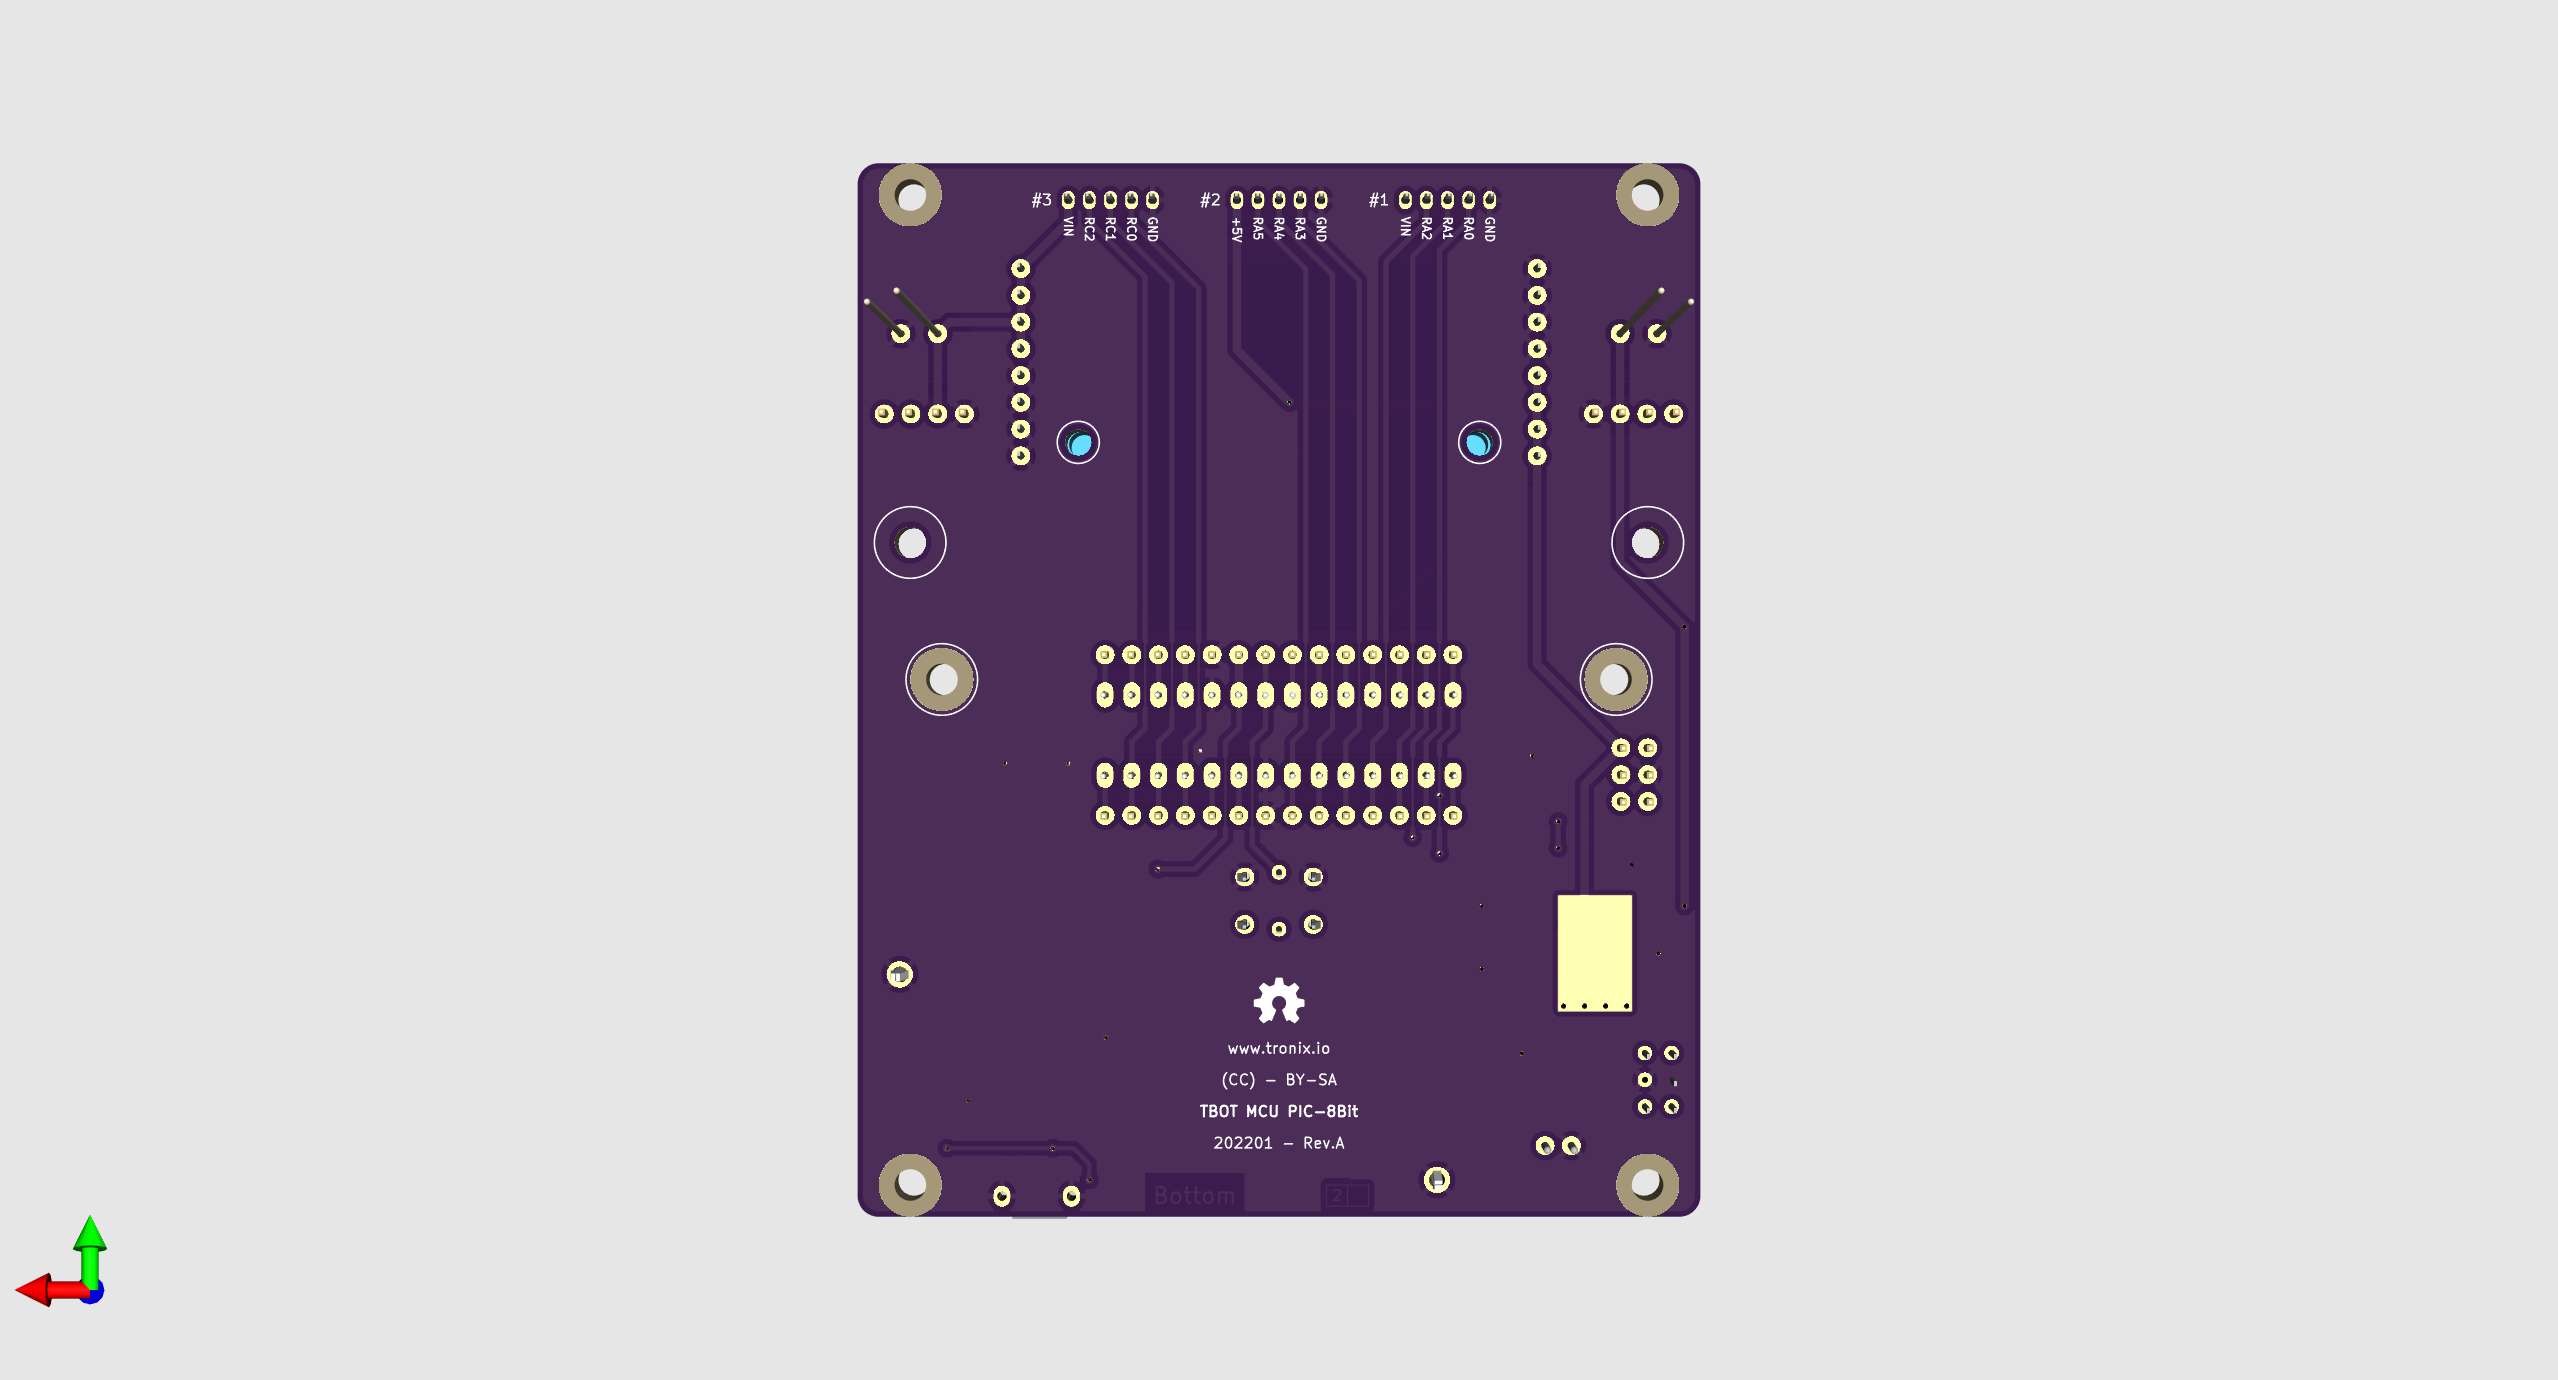 #3 #2 #1
VIN RC2 RC1 RC0 GND +5V RA5 RA4 RA3 GND VIN RA2 RA1 RA0 GND
www.tronix.io
(CC) - BY-SA
TBOT MCU PIC-8Bit
202201 - Rev.A
Bottom 2